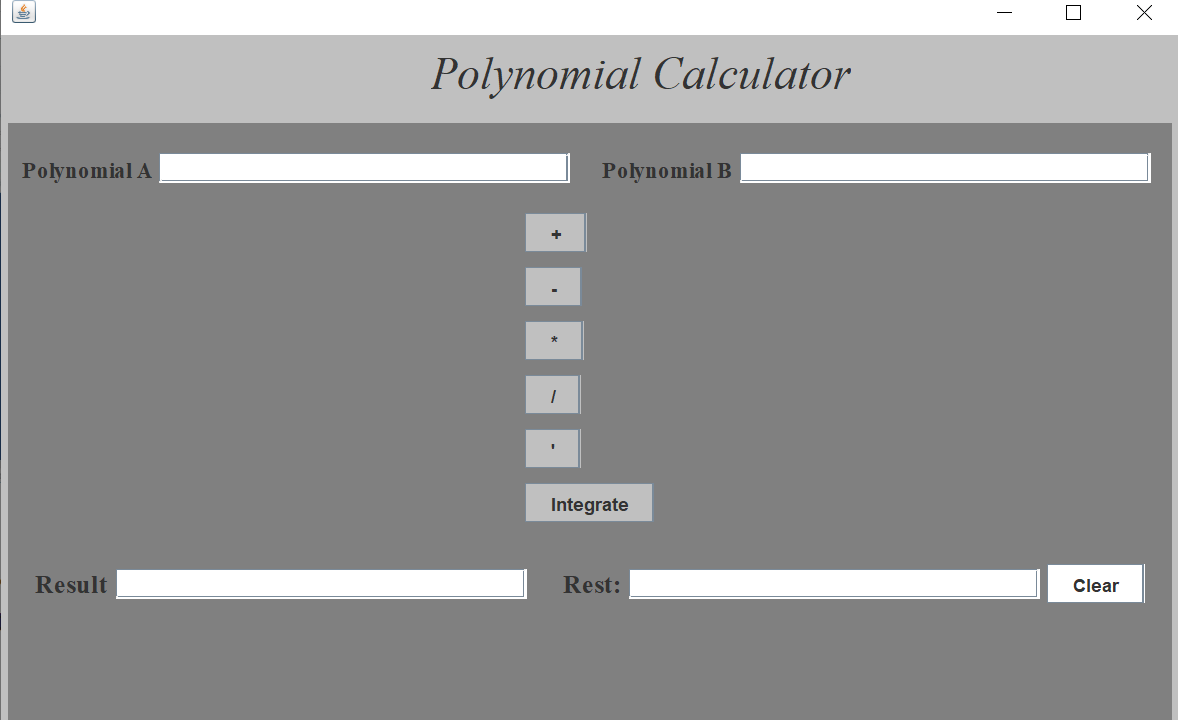 Polynomial Calculator
Polynomial A
Polynomial B
+
-
*
/
'
Integrate
Result
Rest:
Clear